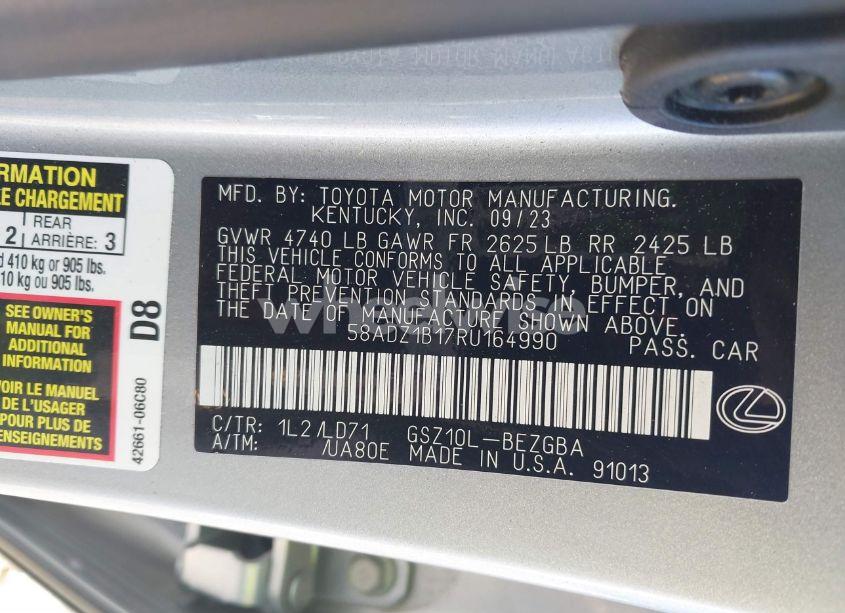 RMATION
E CHARGEMENT
2 REAR ARRIÈRE: 3
d 410 kg or 905 lbs.
10 kg ou 905 lbs.
SEE OWNER'S
MANUAL FOR
ADDITIONAL
INFORMATION
VOIR LE MANUEL
DE L'USAGER
POUR PLUS DE
RENSEIGNEMENTS
D8
42661-06C80
MFD. BY: TOYOTA MOTOR MANUFACTURING.
KENTUCKY, INC. 09/23
GVWR 4740 LB GAWR FR 2625 LB RR 2425 LB
THIS VEHICLE CONFORMS TO ALL APPLICABLE
FEDERAL MOTOR VEHICLE SAFETY, BUMPER, AND
THEFT PREVENTION STANDARDS IN EFFECT ON
THE DATE OF MANUFACTURE SHOWN ABOVE.
58ADZ1B17RU164990 PASS. CAR
C/TR: 1L2/LD71 GSZ10L-BEZGBA
A/TM: /UA80E MADE IN U.S.A. 91013